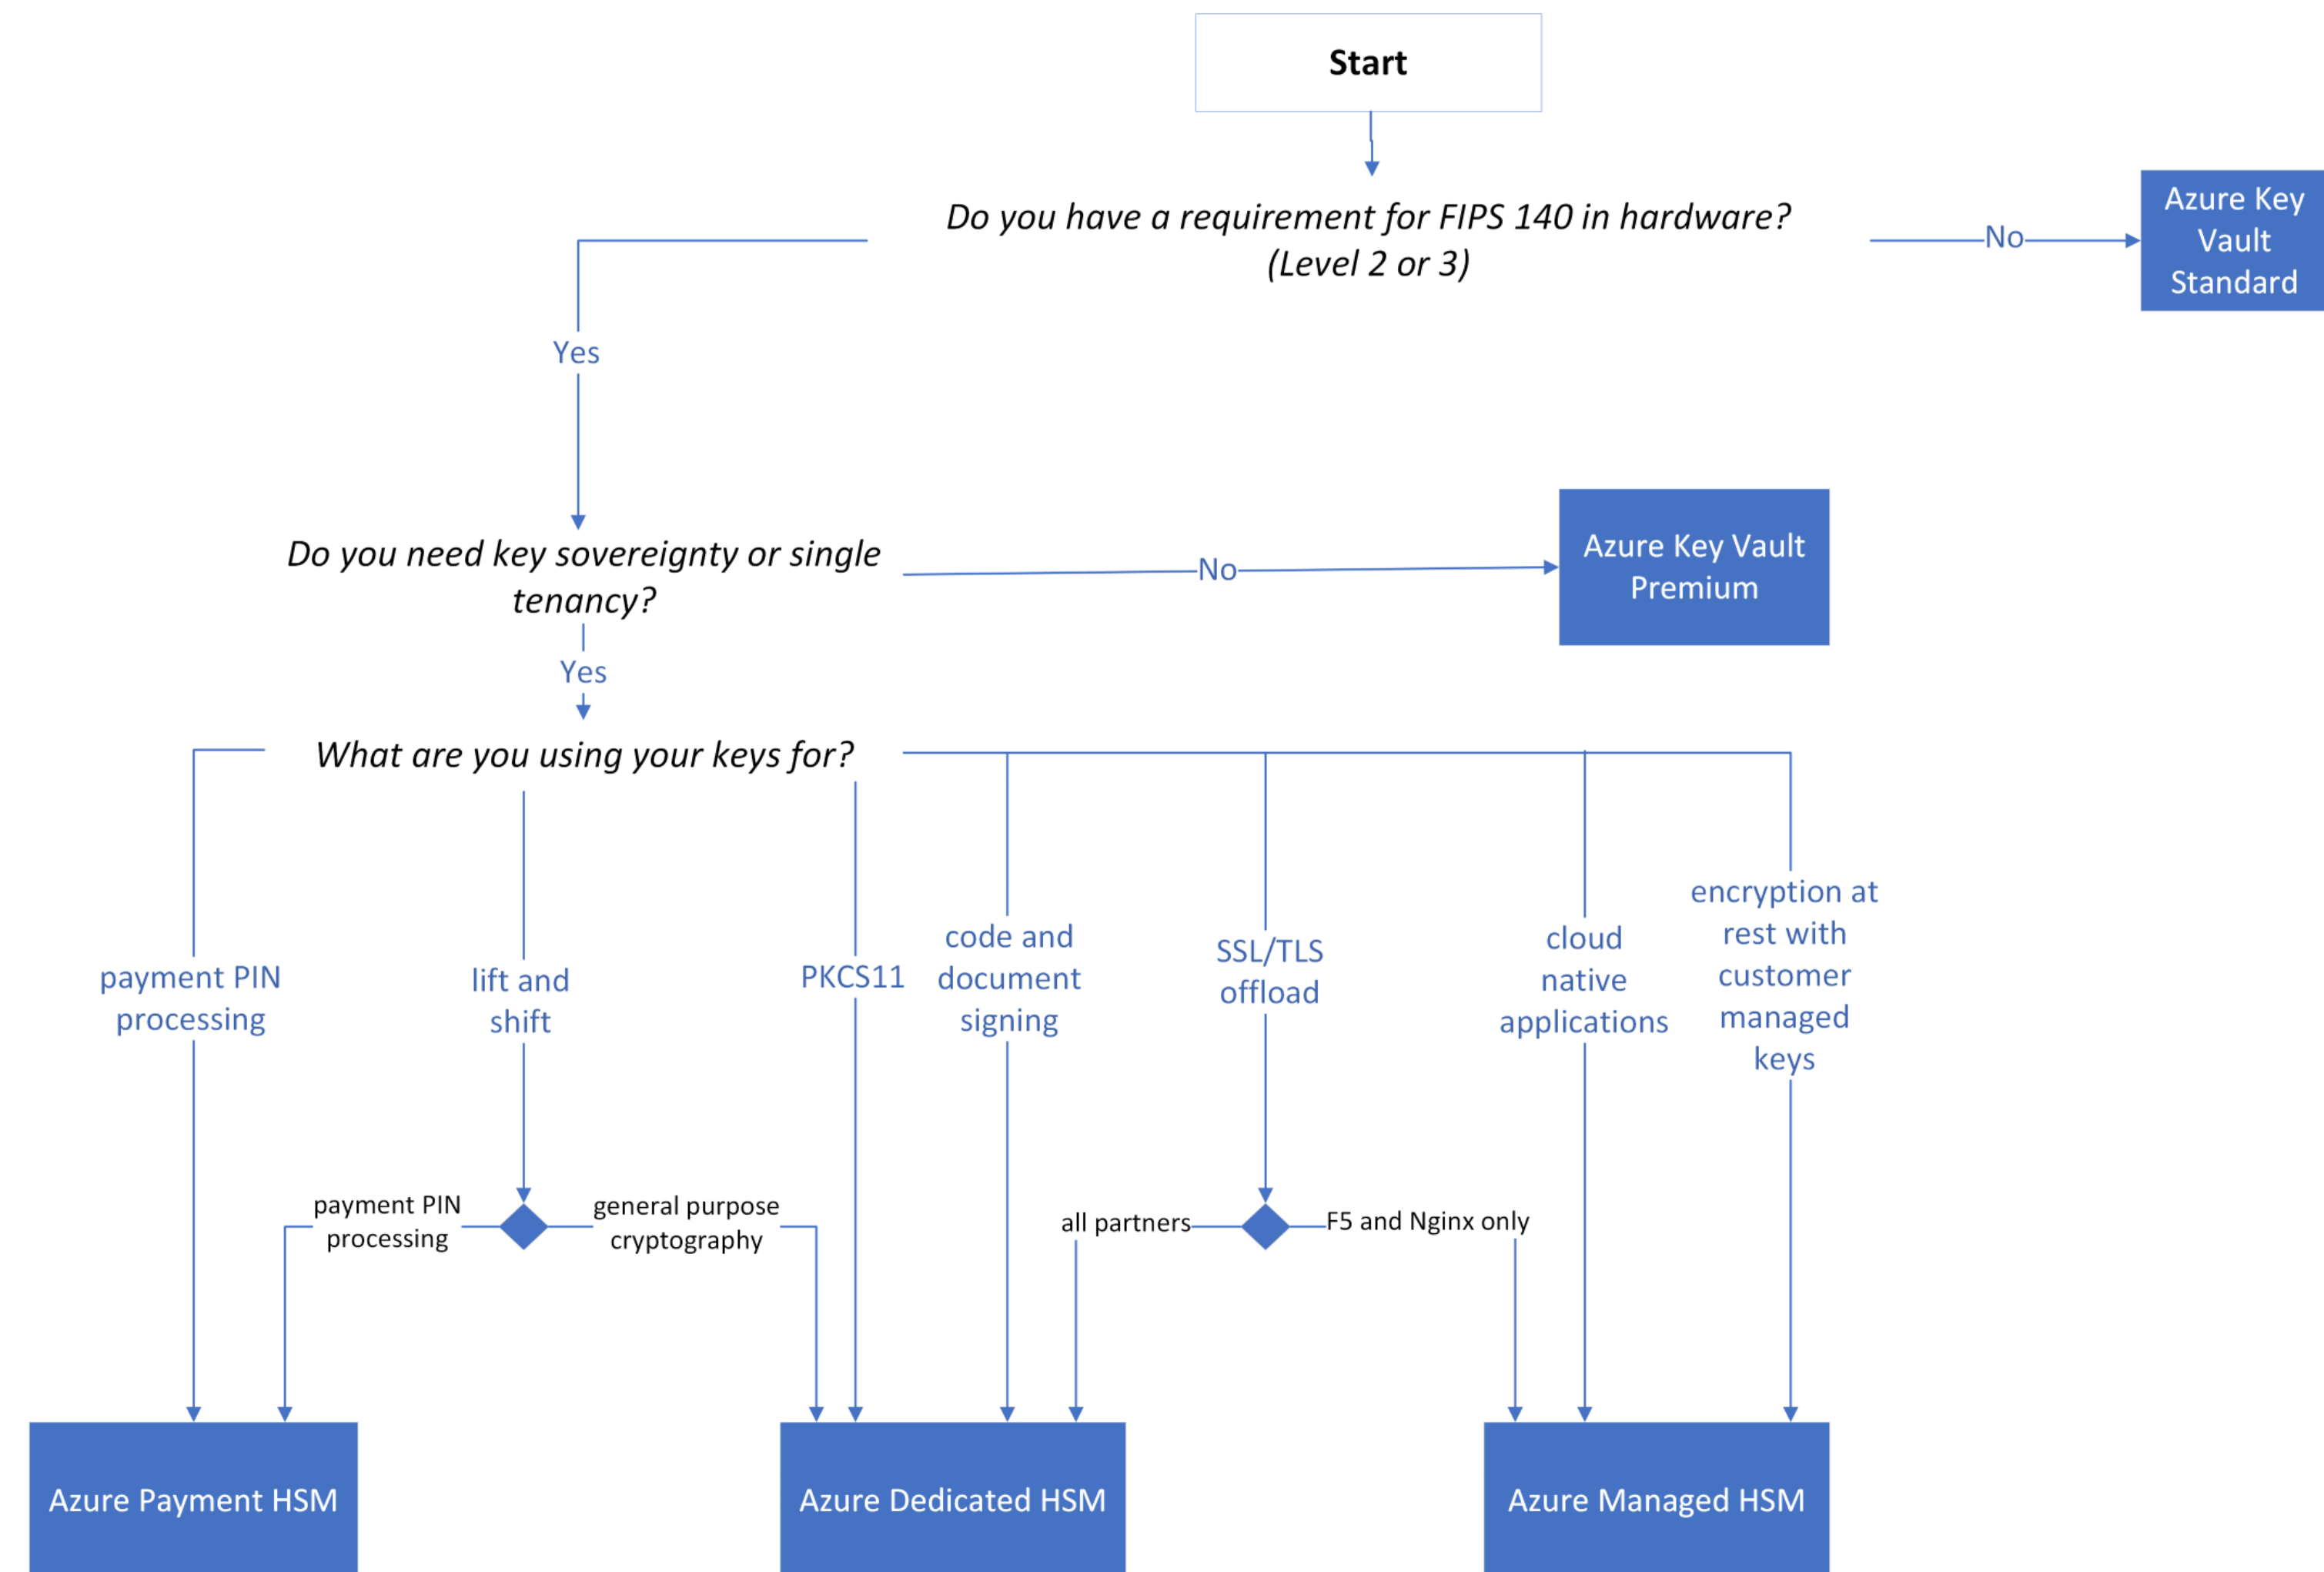 Start
Do you have a requirement for FIPS 140 in hardware?
(Level 2 or 3)
No
Azure Key
Vault
Standard
Yes
Do you need key sovereignty or single
tenancy?
No
Azure Key Vault
Premium
Yes
What are you using your keys for?
payment PIN
processing
lift and
shift
PKCS11
code and
document
signing
SSL/TLS
offload
cloud
native
applications
encryption at
rest with
customer
managed
keys
payment PIN
processing
general purpose
cryptography
all partners
F5 and Nginx only
Azure Payment HSM
Azure Dedicated HSM
Azure Managed HSM